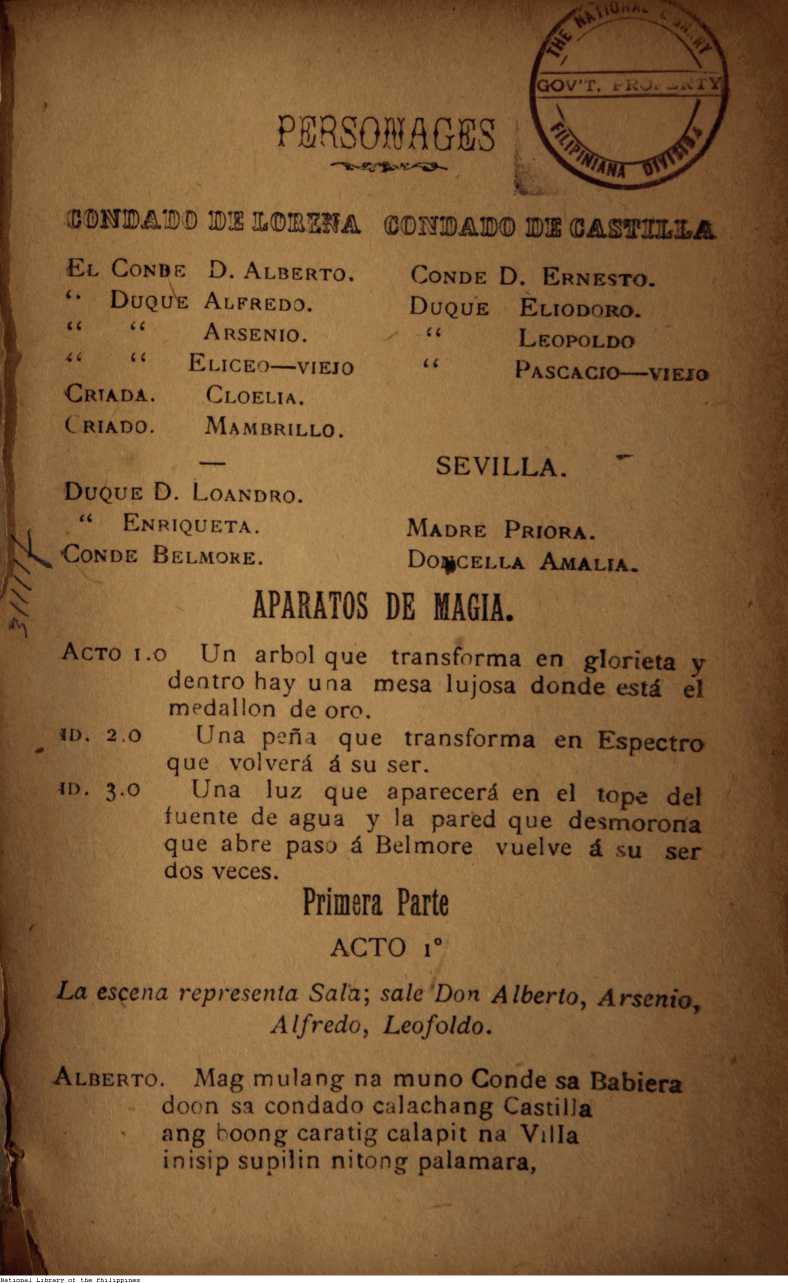 THE NATIONAL LIBRARY
GOV'T. PROPERTY
FILIPINIANA DIVISION
PERSONAGES
CONDADO DE LORENA
EL CONDE D. ALBERTO.
“ DUQUE ALFREDO.
“ “ ARSENIO.
“ “ ELICEO—VIEJO
CRIADA. CLOELIA.
CRIADO. MAMBRILLO.
—
DUQUE D. LOANDRO.
“ ENRIQUETA.
CONDE BELMORE.
CONDADO DE CASTILLA
CONDE D. ERNESTO.
DUQUE ELIODORO.
“ LEOPOLDO
“ PASCACIO—VIEJO
SEVILLA.
MADRE PRIORA.
DONCELLA AMALIA.
APARATOS DE MAGIA.
ACTO 1.o Un arbol que transforma en glorieta y
dentro hay una mesa lujosa donde está el
medallon de oro.
ID. 2.o Una peña que transforma en Espectro
que volverá á su ser.
ID. 3.o Una luz que aparecerá en el tope del
fuente de agua y la pared que desmorona
que abre paso á Belmore vuelve á su ser
dos veces.
Primera Parte
ACTO 1°
La escena representa Sala; sale Don Alberto, Arsenio,
Alfredo, Leofoldo.
ALBERTO. Mag mulang na muno Conde sa Babiera
doon sa condado calachang Castilla
ang boong caratig calapit na Villa
inisip supilin nitong palamara,
National Library of the Philippines